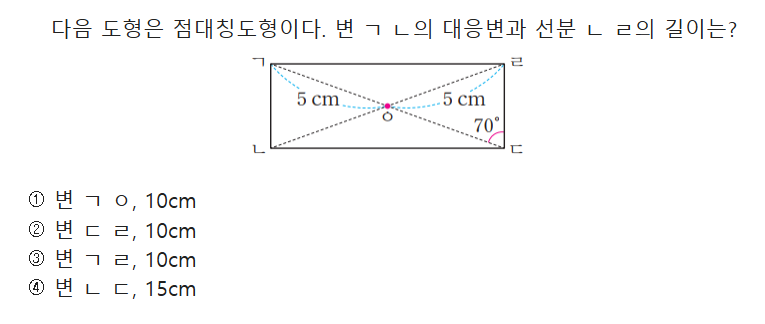 다음 도형은 점대칭도형이다. 변 ㄱ ㄴ의 대응변과 선분 ㄴ ㄹ의 길이는?
ㄱ ㄹ
5 cm 5 cm
ㅇ
70°
ㄴ ㄷ
① 변 ㄱ ㅇ, 10cm
② 변 ㄷ ㄹ, 10cm
③ 변 ㄱ ㄹ, 10cm
④ 변 ㄴ ㄷ, 15cm